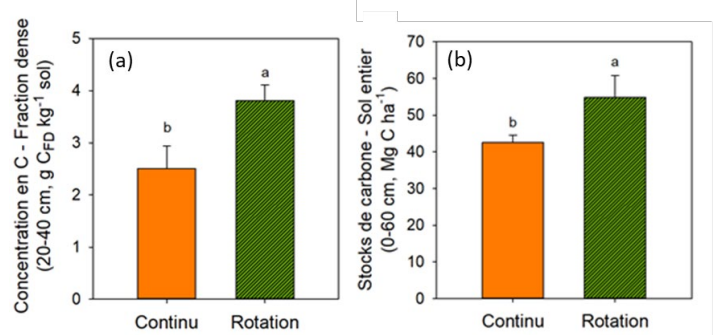 Concentration en C - Fraction dense
(20-40 cm, g CFD kg-1 sol)
5
4
3
2
1
0
(a)
b
a
Continu
Rotation
Stocks de carbone - Sol entier
(0-60 cm, Mg C ha-1)
70
60
50
40
30
20
10
0
(b)
b
a
Continu
Rotation